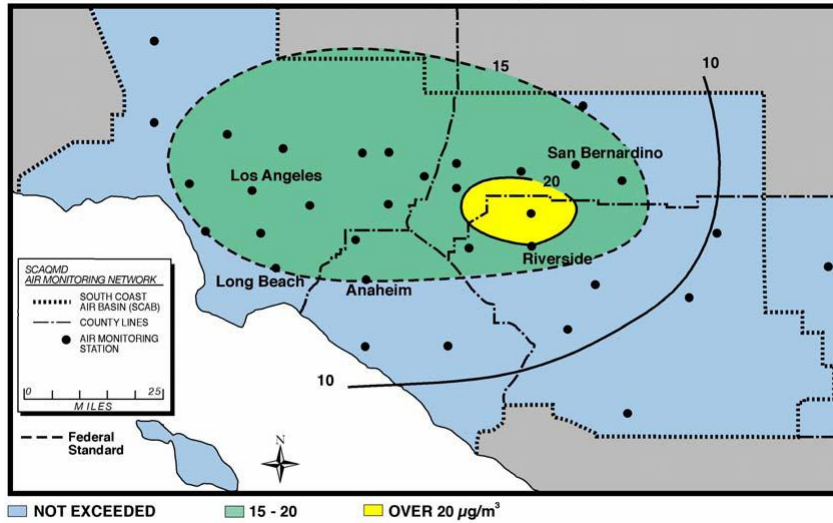 10
15
San Bernardino
Los Angeles
20
Riverside
Long Beach
Anaheim
10
SCAQMD
AIR MONITORING NETWORK
SOUTH COAST
AIR BASIN (SCAB)
COUNTY LINES
AIR MONITORING
STATION
0 25
MILES
Federal
Standard
N
NOT EXCEEDED 15 - 20 OVER 20 µg/m³